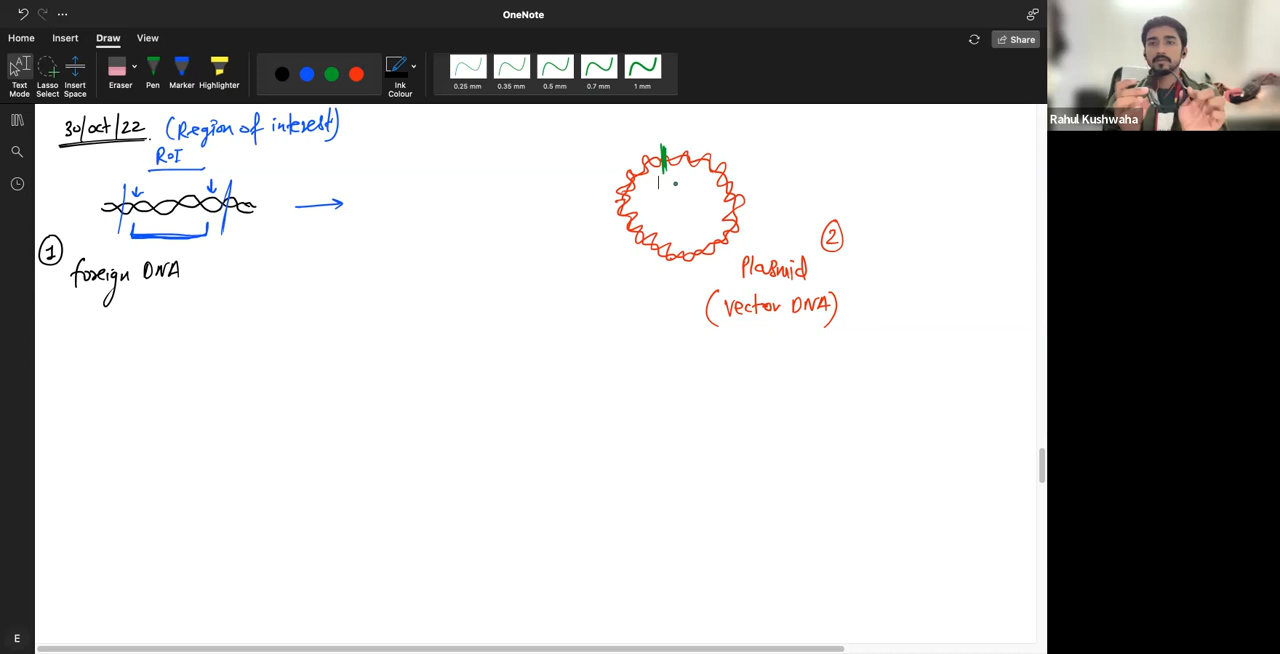 OneNote
Home Insert Draw View
Share
Text Mode
Lasso Select
Insert Space
Eraser
Pen
Marker
Highlighter
Ink Colour
0.25 mm 0.35 mm 0.5 mm 0.7 mm 1 mm
Rahul Kushwaha
30/oct/22. (Region of interest)
ROI
1
foreign DNA
2
Plasmid
(vector DNA)
E